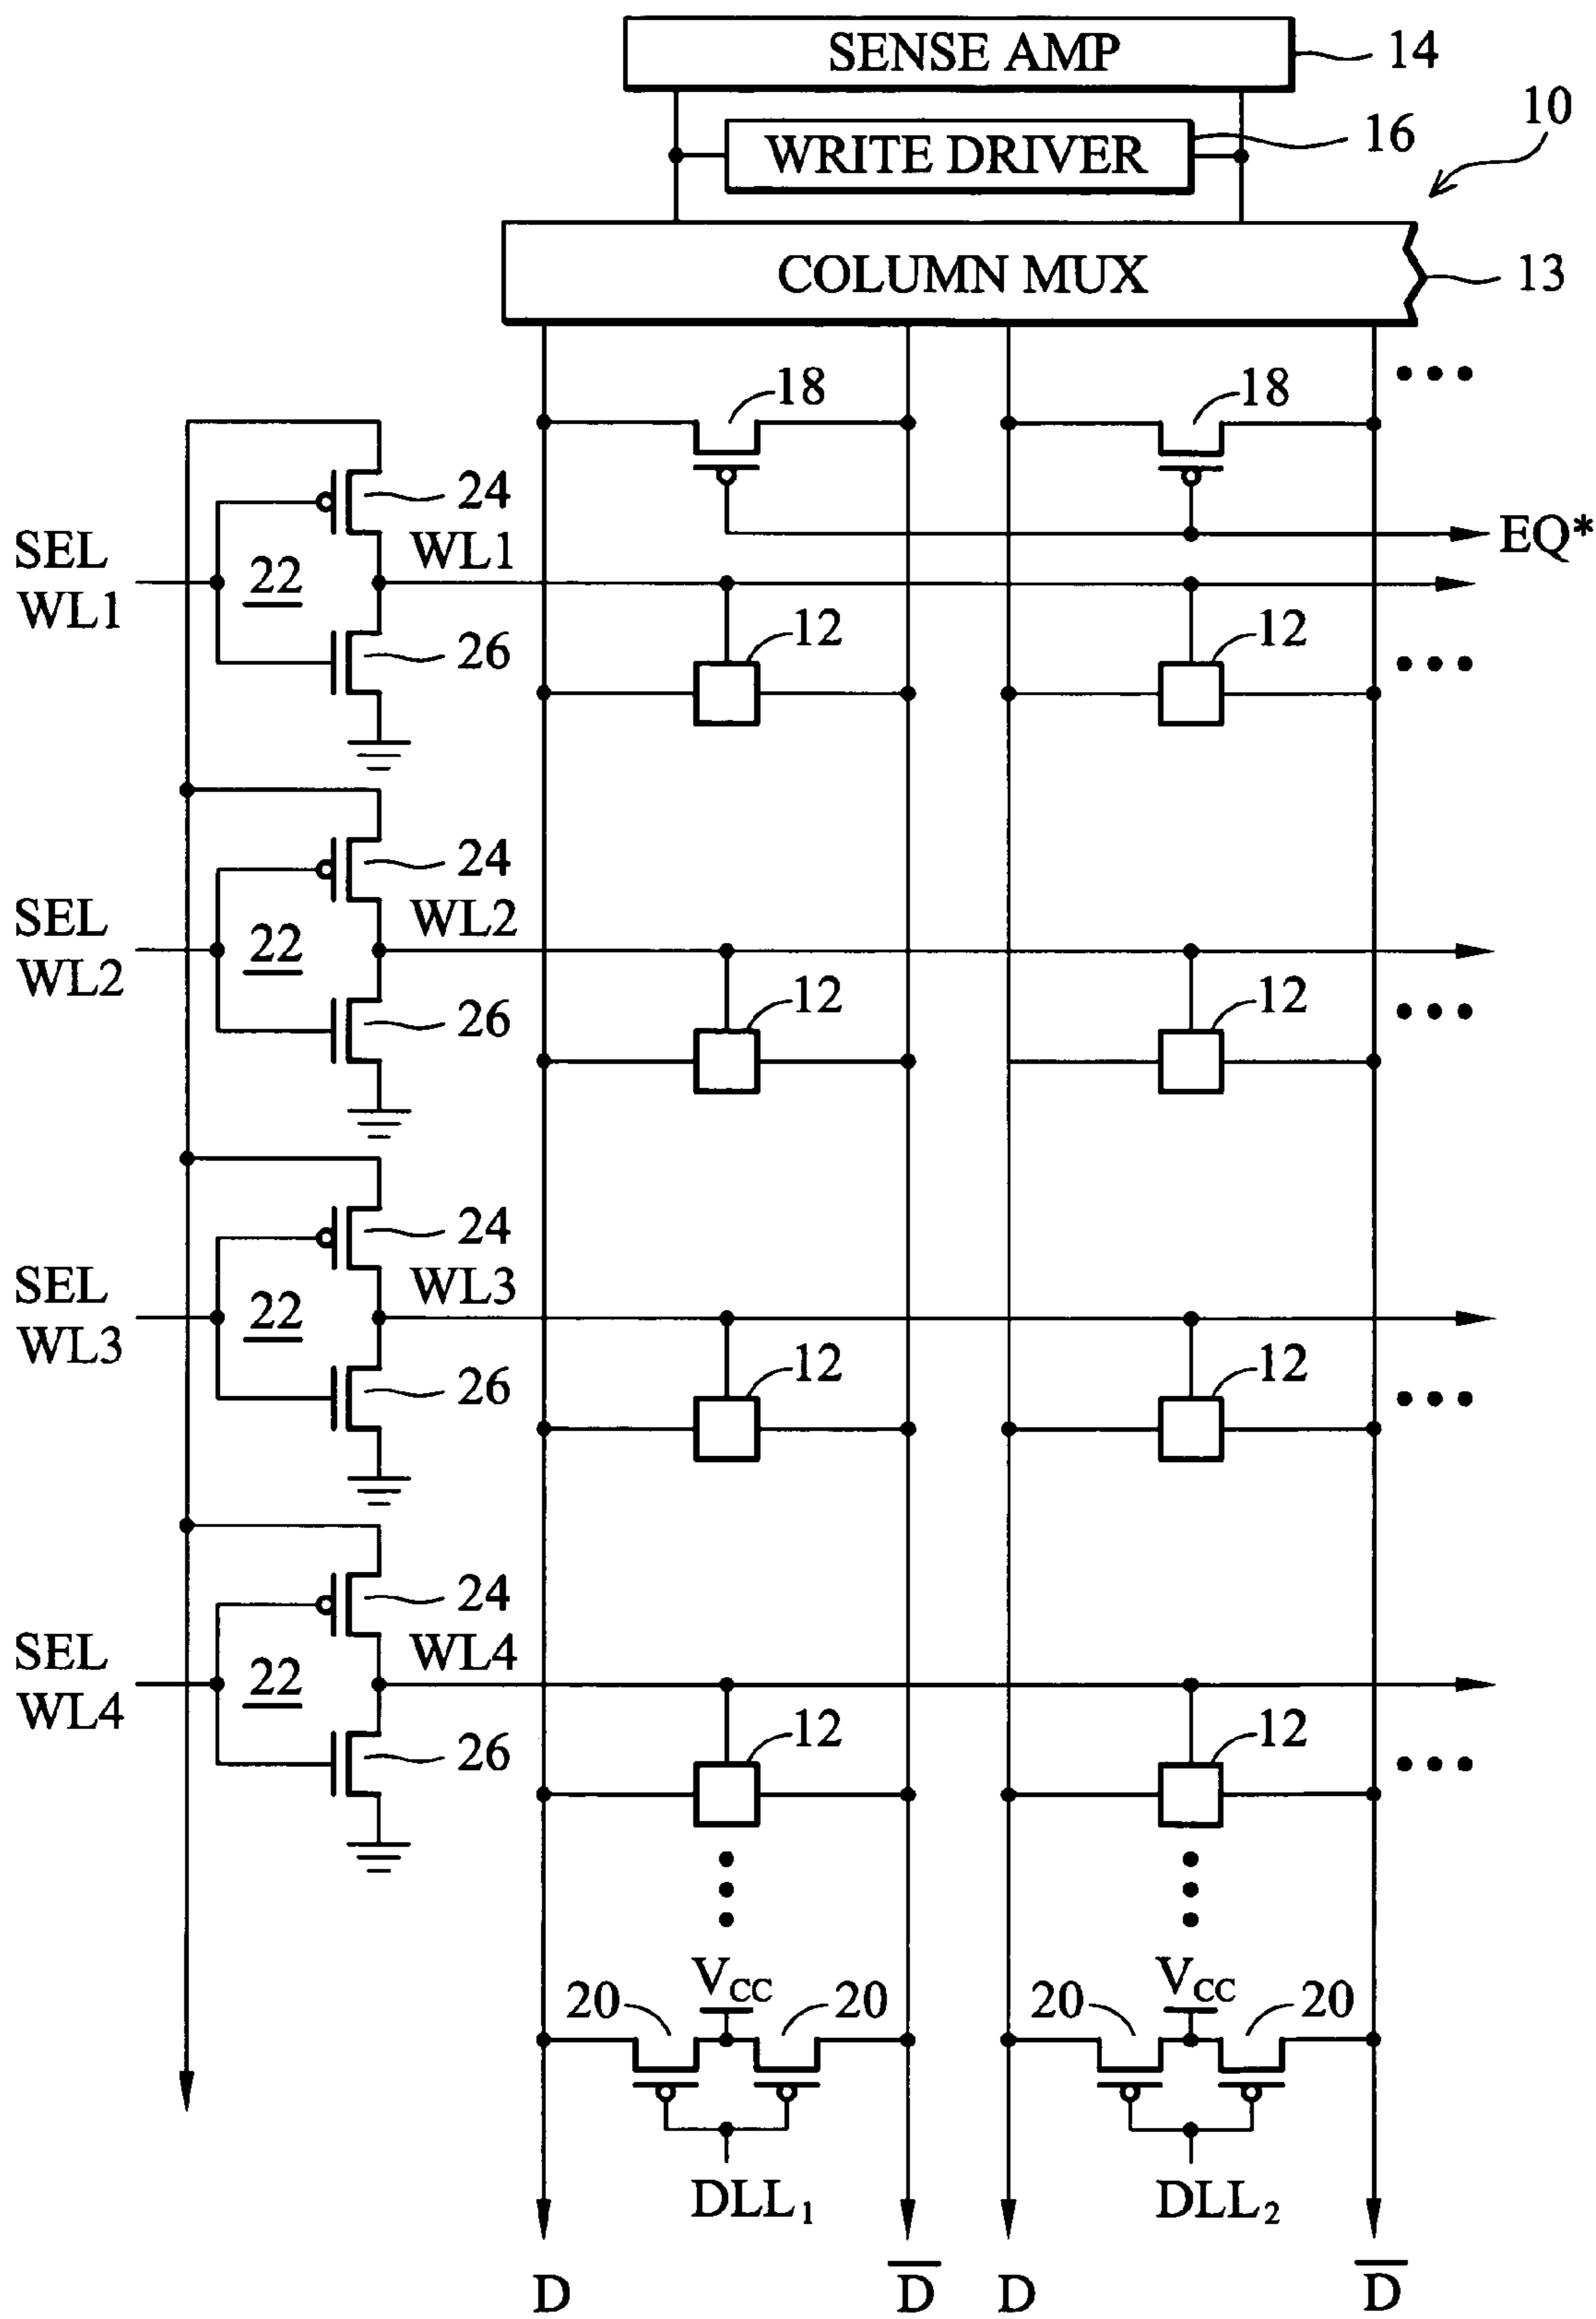 SENSE AMP
14
10
WRITE DRIVER
16
COLUMN MUX
13
18
18
24
SEL
WL1
22
WL1
EQ*
12
12
26
24
SEL
WL2
22
WL2
12
12
26
24
SEL
WL3
22
WL3
12
12
26
24
SEL
WL4
22
WL4
12
12
26
20
VCC
20
20
VCC
20
DLL1
DLL2
D
D̅
D
D̅